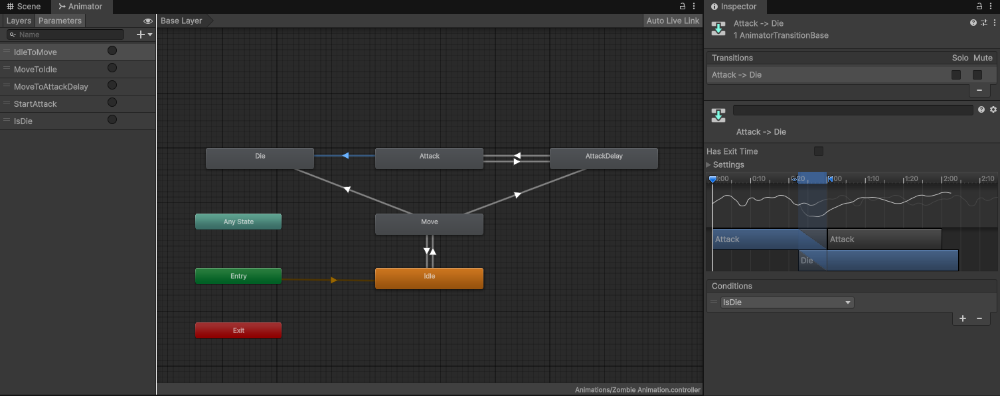 Scene Animator
Layers Parameters
Name
IdleToMove
MoveToIdle
MoveToAttackDelay
StartAttack
IsDie
Base Layer
Auto Live Link
Die
Attack
AttackDelay
Any State
Move
Entry
Idle
Exit
Animations/Zombie Animation.controller
Inspector
Attack -> Die
1 AnimatorTransitionBase
Transitions Solo Mute
Attack -> Die
Attack -> Die
Has Exit Time
Settings
:00 0:10 0:20 :00 1:10 1:20 2:00 2:10
Attack Attack
Die
Conditions
IsDie